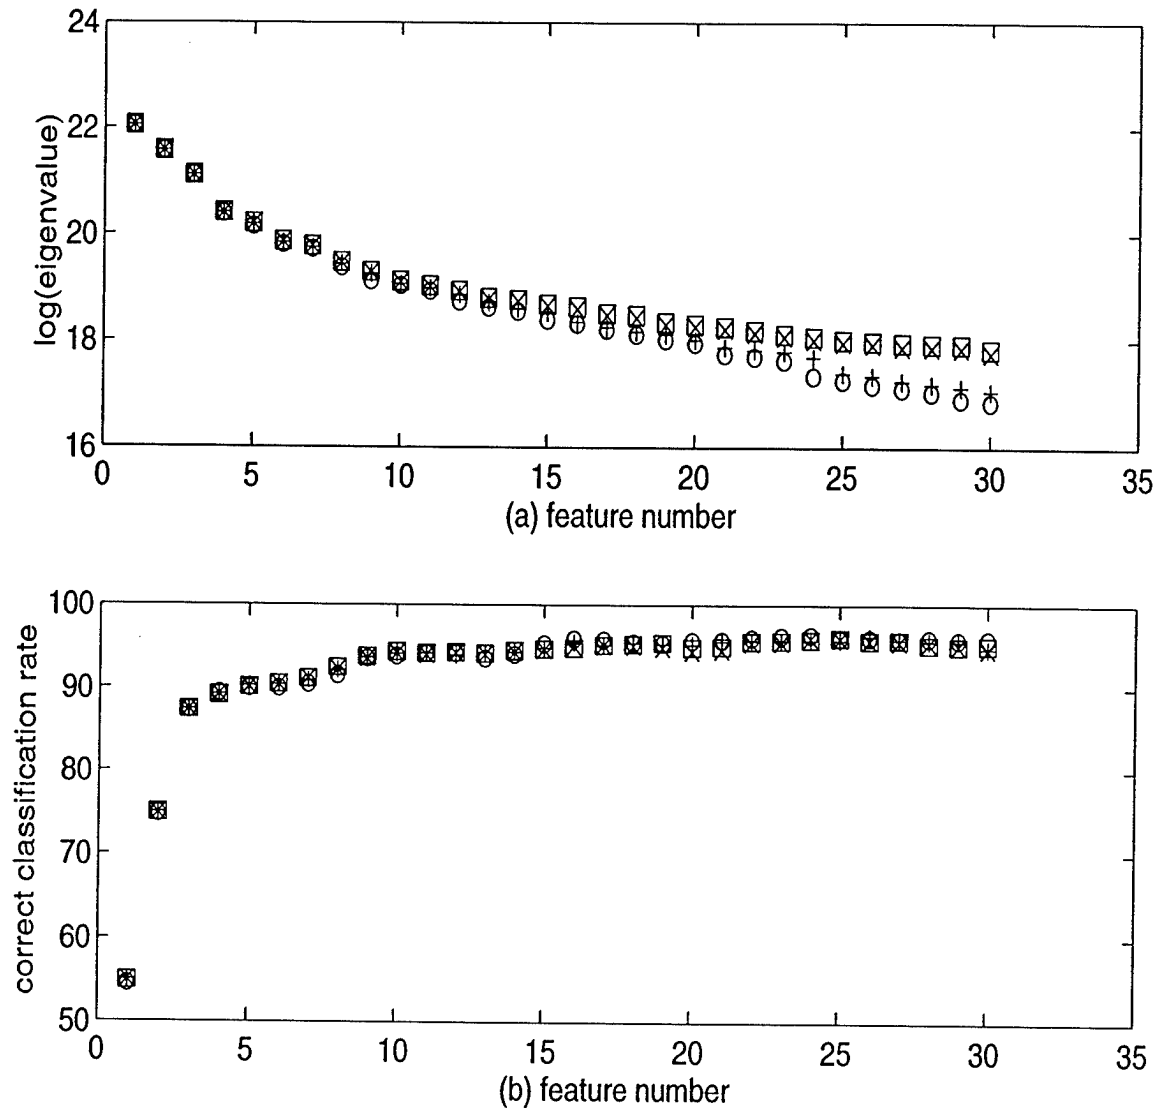 24
22
20
18
16
log(eigenvalue)
0 5 10 15 20 25 30 35
(a) feature number
100
90
80
70
60
50
correct classification rate
0 5 10 15 20 25 30 35
(b) feature number